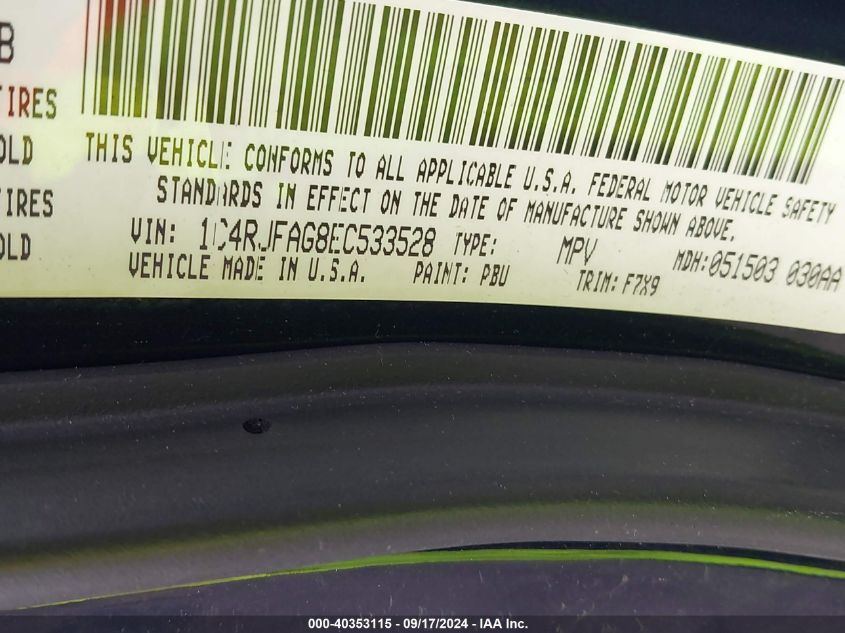 B
TIRES
OLD
TIRES
OLD
THIS VEHICLE CONFORMS TO ALL APPLICABLE U.S.A. FEDERAL MOTOR VEHICLE SAFETY
STANDARDS IN EFFECT ON THE DATE OF MANUFACTURE SHOWN ABOVE.
VIN: 1C4RJFAG8EC533528 TYPE: MPV MDH:051503 030AA
VEHICLE MADE IN U.S.A. PAINT: PBU TRIM: F7X9
000-40353115 - 09/17/2024 - IAA Inc.